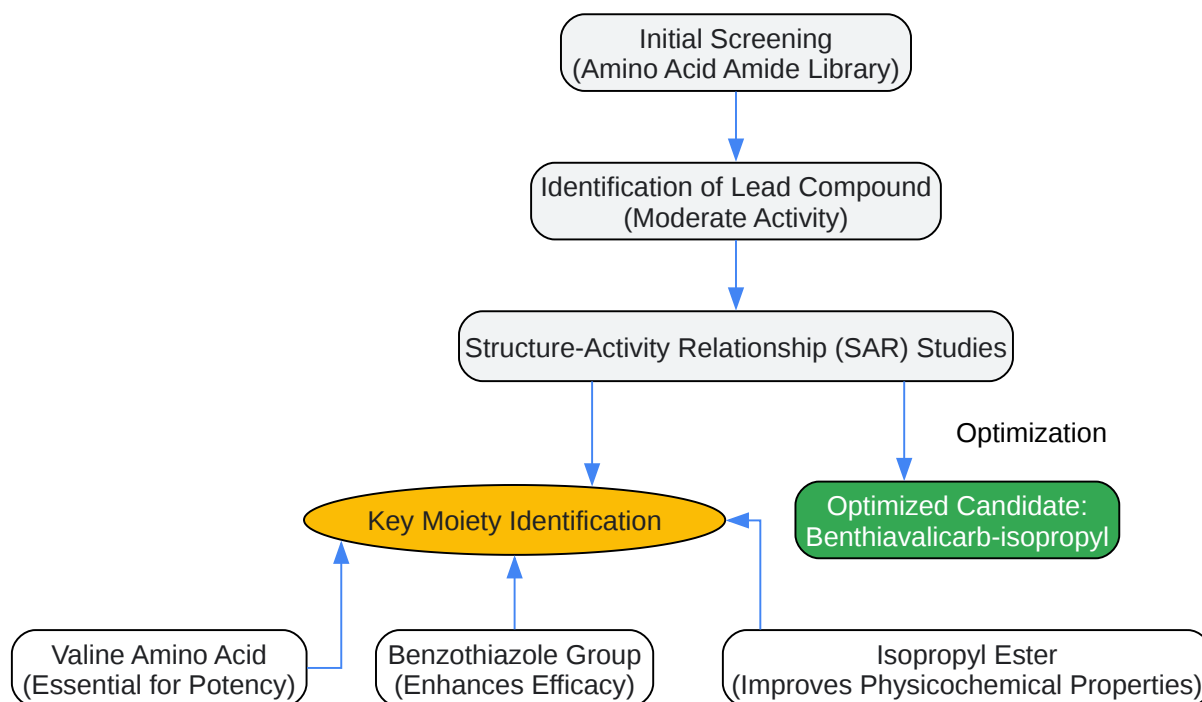 Initial Screening
(Amino Acid Amide Library)
Identification of Lead Compound
(Moderate Activity)
Structure-Activity Relationship (SAR) Studies
Optimization
Key Moiety Identification
Optimized Candidate:
Benthiavalicarb-isopropyl
Valine Amino Acid
(Essential for Potency)
Benzothiazole Group
(Enhances Efficacy)
Isopropyl Ester
(Improves Physicochemical Properties)